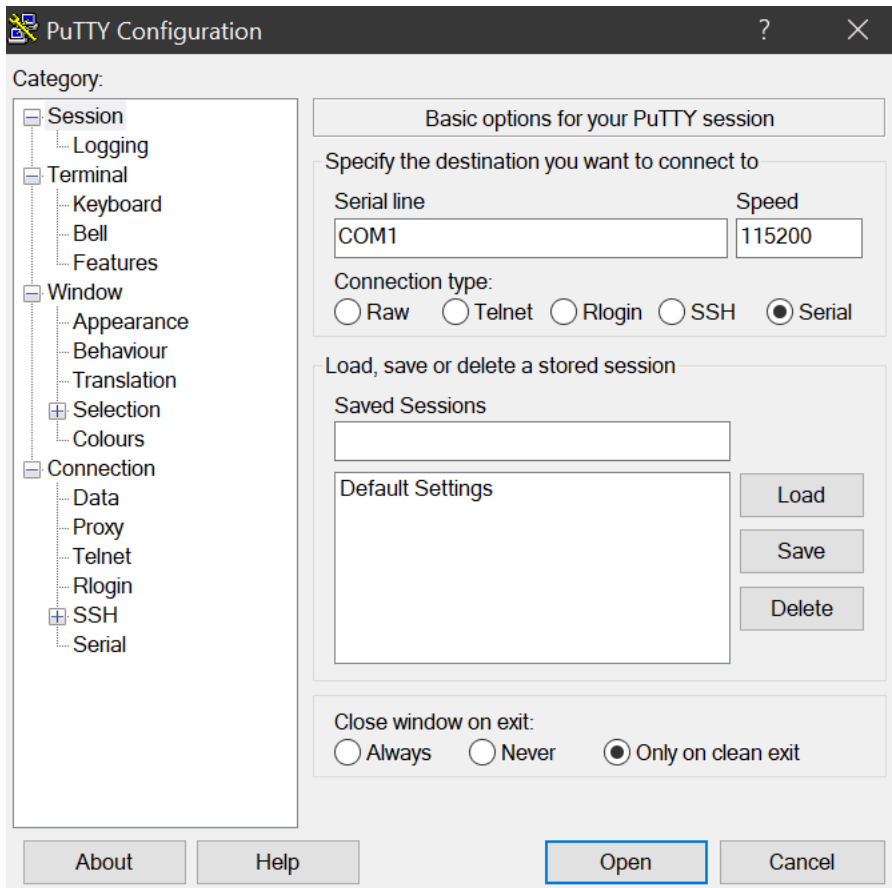 PuTTY Configuration
Category:
Session
Logging
Terminal
Keyboard
Bell
Features
Window
Appearance
Behaviour
Translation
Selection
Colours
Connection
Data
Proxy
Telnet
Rlogin
SSH
Serial
Basic options for your PuTTY session
Specify the destination you want to connect to
Serial line Speed
COM1 115200
Connection type:
Raw Telnet Rlogin SSH Serial
Load, save or delete a stored session
Saved Sessions
Default Settings
Load
Save
Delete
Close window on exit:
Always Never Only on clean exit
About Help Open Cancel